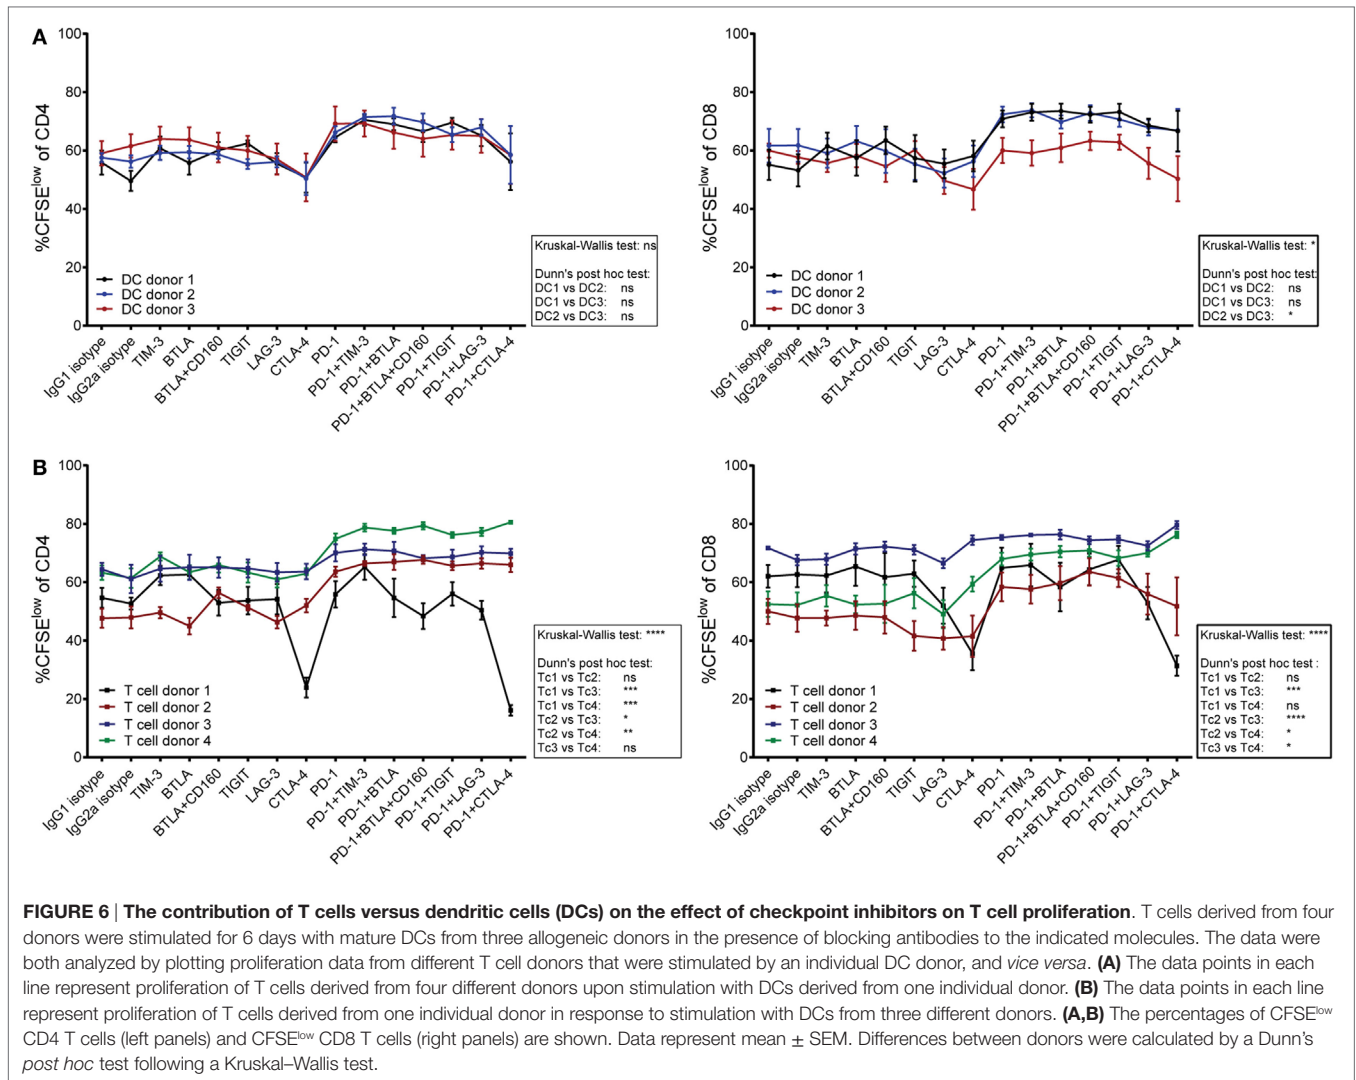 A
100
80
60
40
20
0
%CFSElow of CD4
DC donor 1
DC donor 2
DC donor 3
Kruskal-Wallis test: ns
Dunn's post hoc test:
DC1 vs DC2: ns
DC1 vs DC3: ns
DC2 vs DC3: ns
IgG1 isotype
IgG2a isotype
TIM-3
BTLA
BTLA+CD160
TIGIT
LAG-3
CTLA-4
PD-1
PD-1+TIM-3
PD-1+BTLA
PD-1+BTLA+CD160
PD-1+TIGIT
PD-1+LAG-3
PD-1+CTLA-4
100
80
60
40
20
0
%CFSElow of CD8
DC donor 1
DC donor 2
DC donor 3
Kruskal-Wallis test: *
Dunn's post hoc test:
DC1 vs DC2: ns
DC1 vs DC3: ns
DC2 vs DC3: *
IgG1 isotype
IgG2a isotype
TIM-3
BTLA
BTLA+CD160
TIGIT
LAG-3
CTLA-4
PD-1
PD-1+TIM-3
PD-1+BTLA
PD-1+BTLA+CD160
PD-1+TIGIT
PD-1+LAG-3
PD-1+CTLA-4
B
100
80
60
40
20
0
%CFSElow of CD4
T cell donor 1
T cell donor 2
T cell donor 3
T cell donor 4
Kruskal-Wallis test: ****
Dunn's post hoc test:
Tc1 vs Tc2: ns
Tc1 vs Tc3: ***
Tc1 vs Tc4: ***
Tc2 vs Tc3: *
Tc2 vs Tc4: **
Tc3 vs Tc4: ns
IgG1 isotype
IgG2a isotype
TIM-3
BTLA
BTLA+CD160
TIGIT
LAG-3
CTLA-4
PD-1
PD-1+TIM-3
PD-1+BTLA
PD-1+BTLA+CD160
PD-1+TIGIT
PD-1+LAG-3
PD-1+CTLA-4
100
80
60
40
20
0
%CFSElow of CD8
T cell donor 1
T cell donor 2
T cell donor 3
T cell donor 4
Kruskal-Wallis test: ****
Dunn's post hoc test :
Tc1 vs Tc2: ns
Tc1 vs Tc3: ***
Tc1 vs Tc4: ns
Tc2 vs Tc3: ****
Tc2 vs Tc4: *
Tc3 vs Tc4: *
IgG1 isotype
IgG2a isotype
TIM-3
BTLA
BTLA+CD160
TIGIT
LAG-3
CTLA-4
PD-1
PD-1+TIM-3
PD-1+BTLA
PD-1+BTLA+CD160
PD-1+TIGIT
PD-1+LAG-3
PD-1+CTLA-4
FIGURE 6 | The contribution of T cells versus dendritic cells (DCs) on the effect of checkpoint inhibitors on T cell proliferation. T cells derived from four
donors were stimulated for 6 days with mature DCs from three allogeneic donors in the presence of blocking antibodies to the indicated molecules. The data were
both analyzed by plotting proliferation data from different T cell donors that were stimulated by an individual DC donor, and vice versa. (A) The data points in each
line represent proliferation of T cells derived from four different donors upon stimulation with DCs derived from one individual donor. (B) The data points in each line
represent proliferation of T cells derived from one individual donor in response to stimulation with DCs from three different donors. (A,B) The percentages of CFSElow
CD4 T cells (left panels) and CFSElow CD8 T cells (right panels) are shown. Data represent mean ± SEM. Differences between donors were calculated by a Dunn's
post hoc test following a Kruskal–Wallis test.